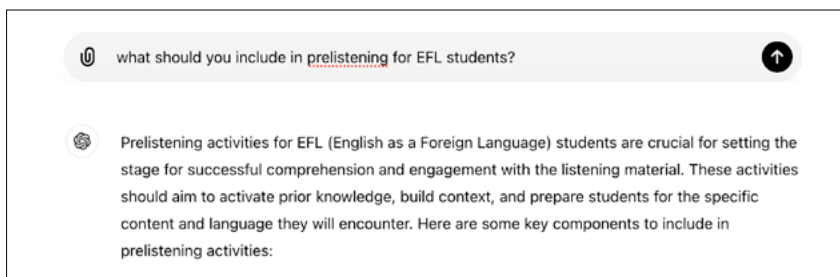 what should you include in prelistening for EFL students?
Prelistening activities for EFL (English as a Foreign Language) students are crucial for setting the
stage for successful comprehension and engagement with the listening material. These activities
should aim to activate prior knowledge, build context, and prepare students for the specific
content and language they will encounter. Here are some key components to include in
prelistening activities: